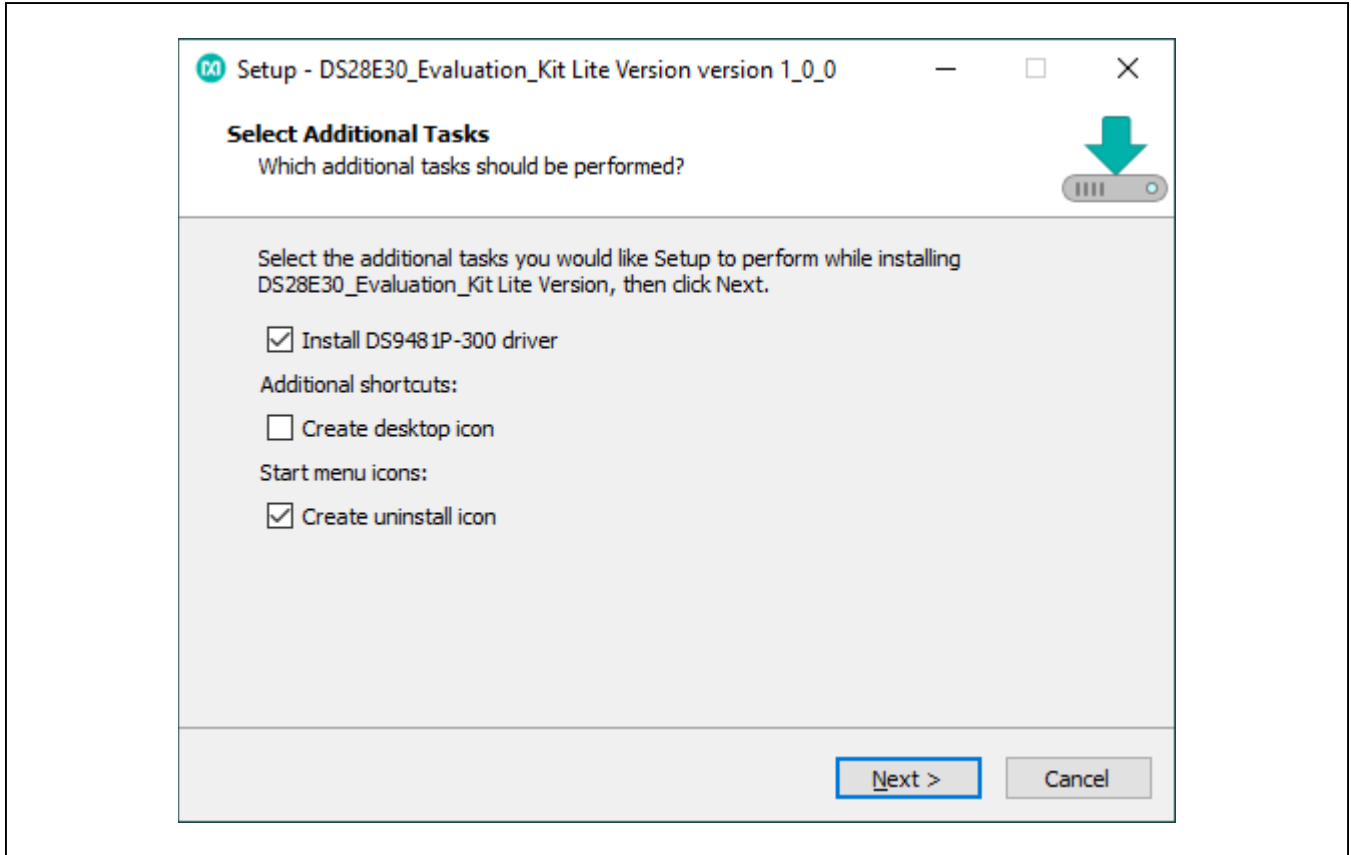 Setup - DS28E30_Evaluation_Kit Lite Version version 1_0_0
Select Additional Tasks
Which additional tasks should be performed?
Select the additional tasks you would like Setup to perform while installing
DS28E30_Evaluation_Kit Lite Version, then click Next.
Install DS9481P-300 driver
Additional shortcuts:
Create desktop icon
Start menu icons:
Create uninstall icon
Next >
Cancel